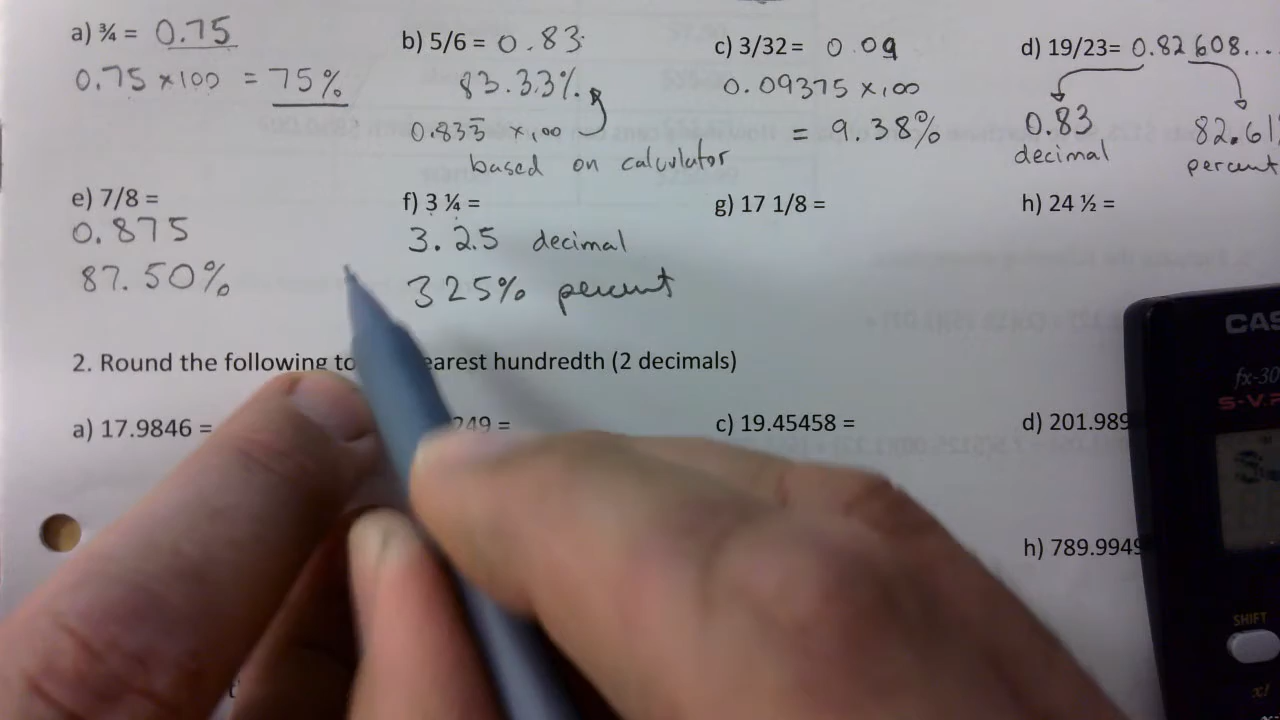 a) ¾ = 0.75
0.75 ×100 = 75%
b) 5/6 = 0.83
83.33%
0.833 ×100
based on calculator
c) 3/32 = 0.09
0.09375 ×100
= 9.38%
d) 19/23= 0.82608...
0.83
decimal
82.61%
percent
e) 7/8 =
0.875
87.50%
f) 3 ¼ =
3.25 decimal
325% percent
g) 17 1/8 =
h) 24 ½ =
2. Round the following to earest hundredth (2 decimals)
a) 17.9846 =
249 =
c) 19.45458 =
d) 201.989
h) 789.9949
CAS
fx-30
S-V.P
SHIFT
x!